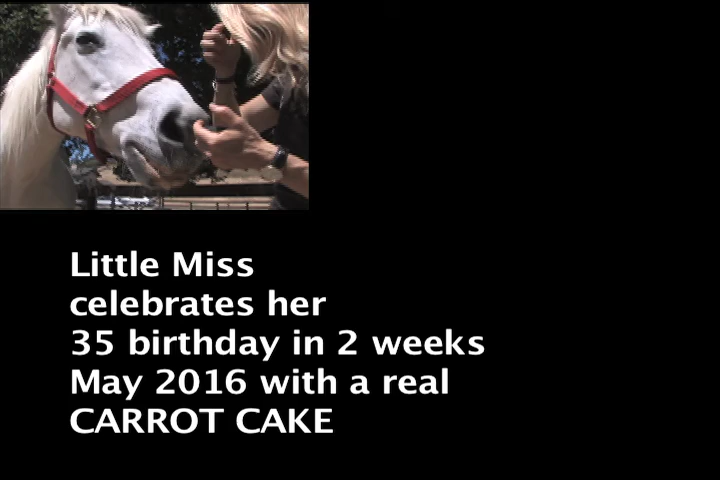 Little Miss
celebrates her
35 birthday in 2 weeks
May 2016 with a real
CARROT CAKE